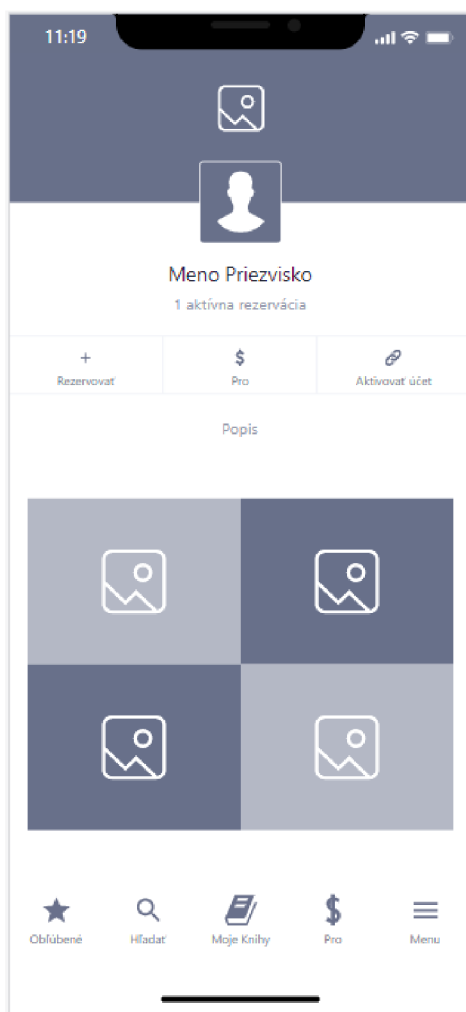 11:19
Meno Priezvisko
1 aktívna rezervácia
Rezervovať
Pro
Aktivovať účet
Popis
Obľúbené
Hľadať
Moje Knihy
Pro
Menu